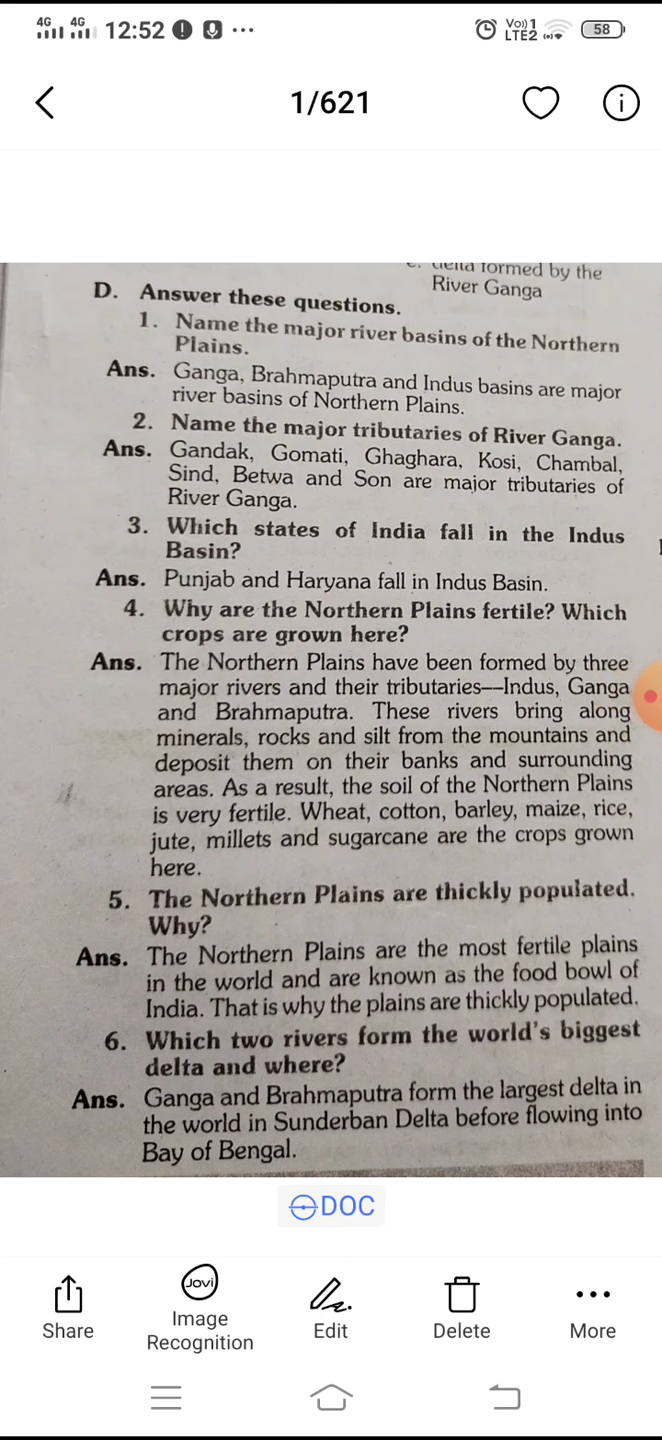 4G 4G 12:52 ... Vo)) 1 LTE2 58
1/621
delta formed by the
River Ganga
D. Answer these questions.
1. Name the major river basins of the Northern
Plains.
Ans. Ganga, Brahmaputra and Indus basins are major
river basins of Northern Plains.
2. Name the major tributaries of River Ganga.
Ans. Gandak, Gomati, Ghaghara, Kosi, Chambal,
Sind, Betwa and Son are major tributaries of
River Ganga.
3. Which states of India fall in the Indus
Basin?
Ans. Punjab and Haryana fall in Indus Basin.
4. Why are the Northern Plains fertile? Which
crops are grown here?
Ans. The Northern Plains have been formed by three
major rivers and their tributaries—Indus, Ganga
and Brahmaputra. These rivers bring along
minerals, rocks and silt from the mountains and
deposit them on their banks and surrounding
areas. As a result, the soil of the Northern Plains
is very fertile. Wheat, cotton, barley, maize, rice,
jute, millets and sugarcane are the crops grown
here.
5. The Northern Plains are thickly populated.
Why?
Ans. The Northern Plains are the most fertile plains
in the world and are known as the food bowl of
India. That is why the plains are thickly populated.
6. Which two rivers form the world's biggest
delta and where?
Ans. Ganga and Brahmaputra form the largest delta in
the world in Sunderban Delta before flowing into
Bay of Bengal.
DOC
Share
Jovi
Image
Recognition
Edit
Delete
More